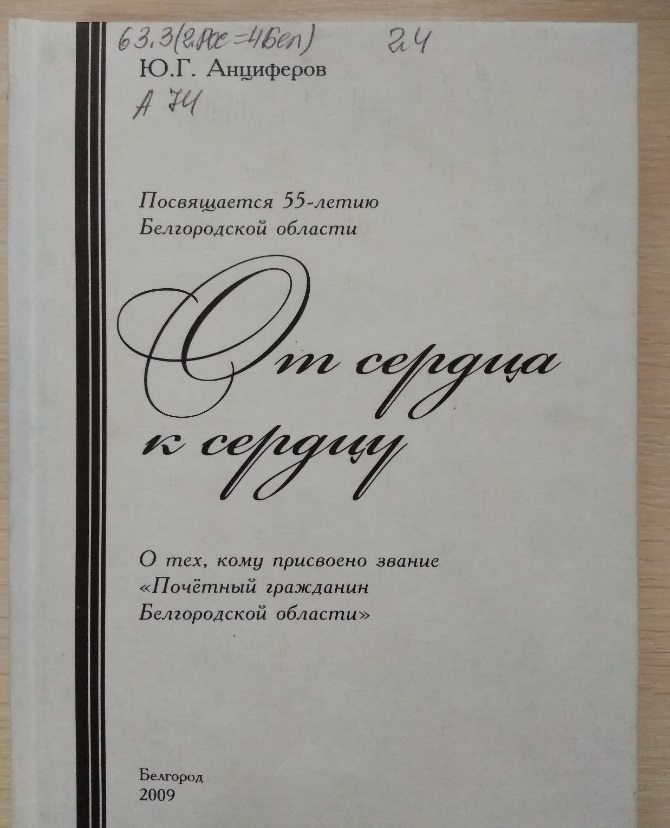 63.3(2Рос=4Бел) 24
Ю.Г. Анциферов
А 74
Посвящается 55-летию
Белгородской области
От сердца
к сердцу
О тех, кому присвоено звание
«Почётный гражданин
Белгородской области»
Белгород
2009